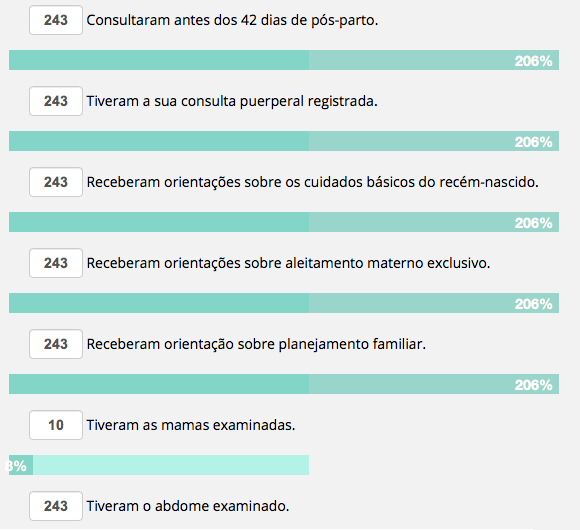 243 Consultaram antes dos 42 dias de pós-parto.
206%
243 Tiveram a sua consulta puerperal registrada.
206%
243 Receberam orientações sobre os cuidados básicos do recém-nascido.
206%
243 Receberam orientações sobre aleitamento materno exclusivo.
206%
243 Receberam orientação sobre planejamento familiar.
206%
10 Tiveram as mamas examinadas.
8%
243 Tiveram o abdome examinado.